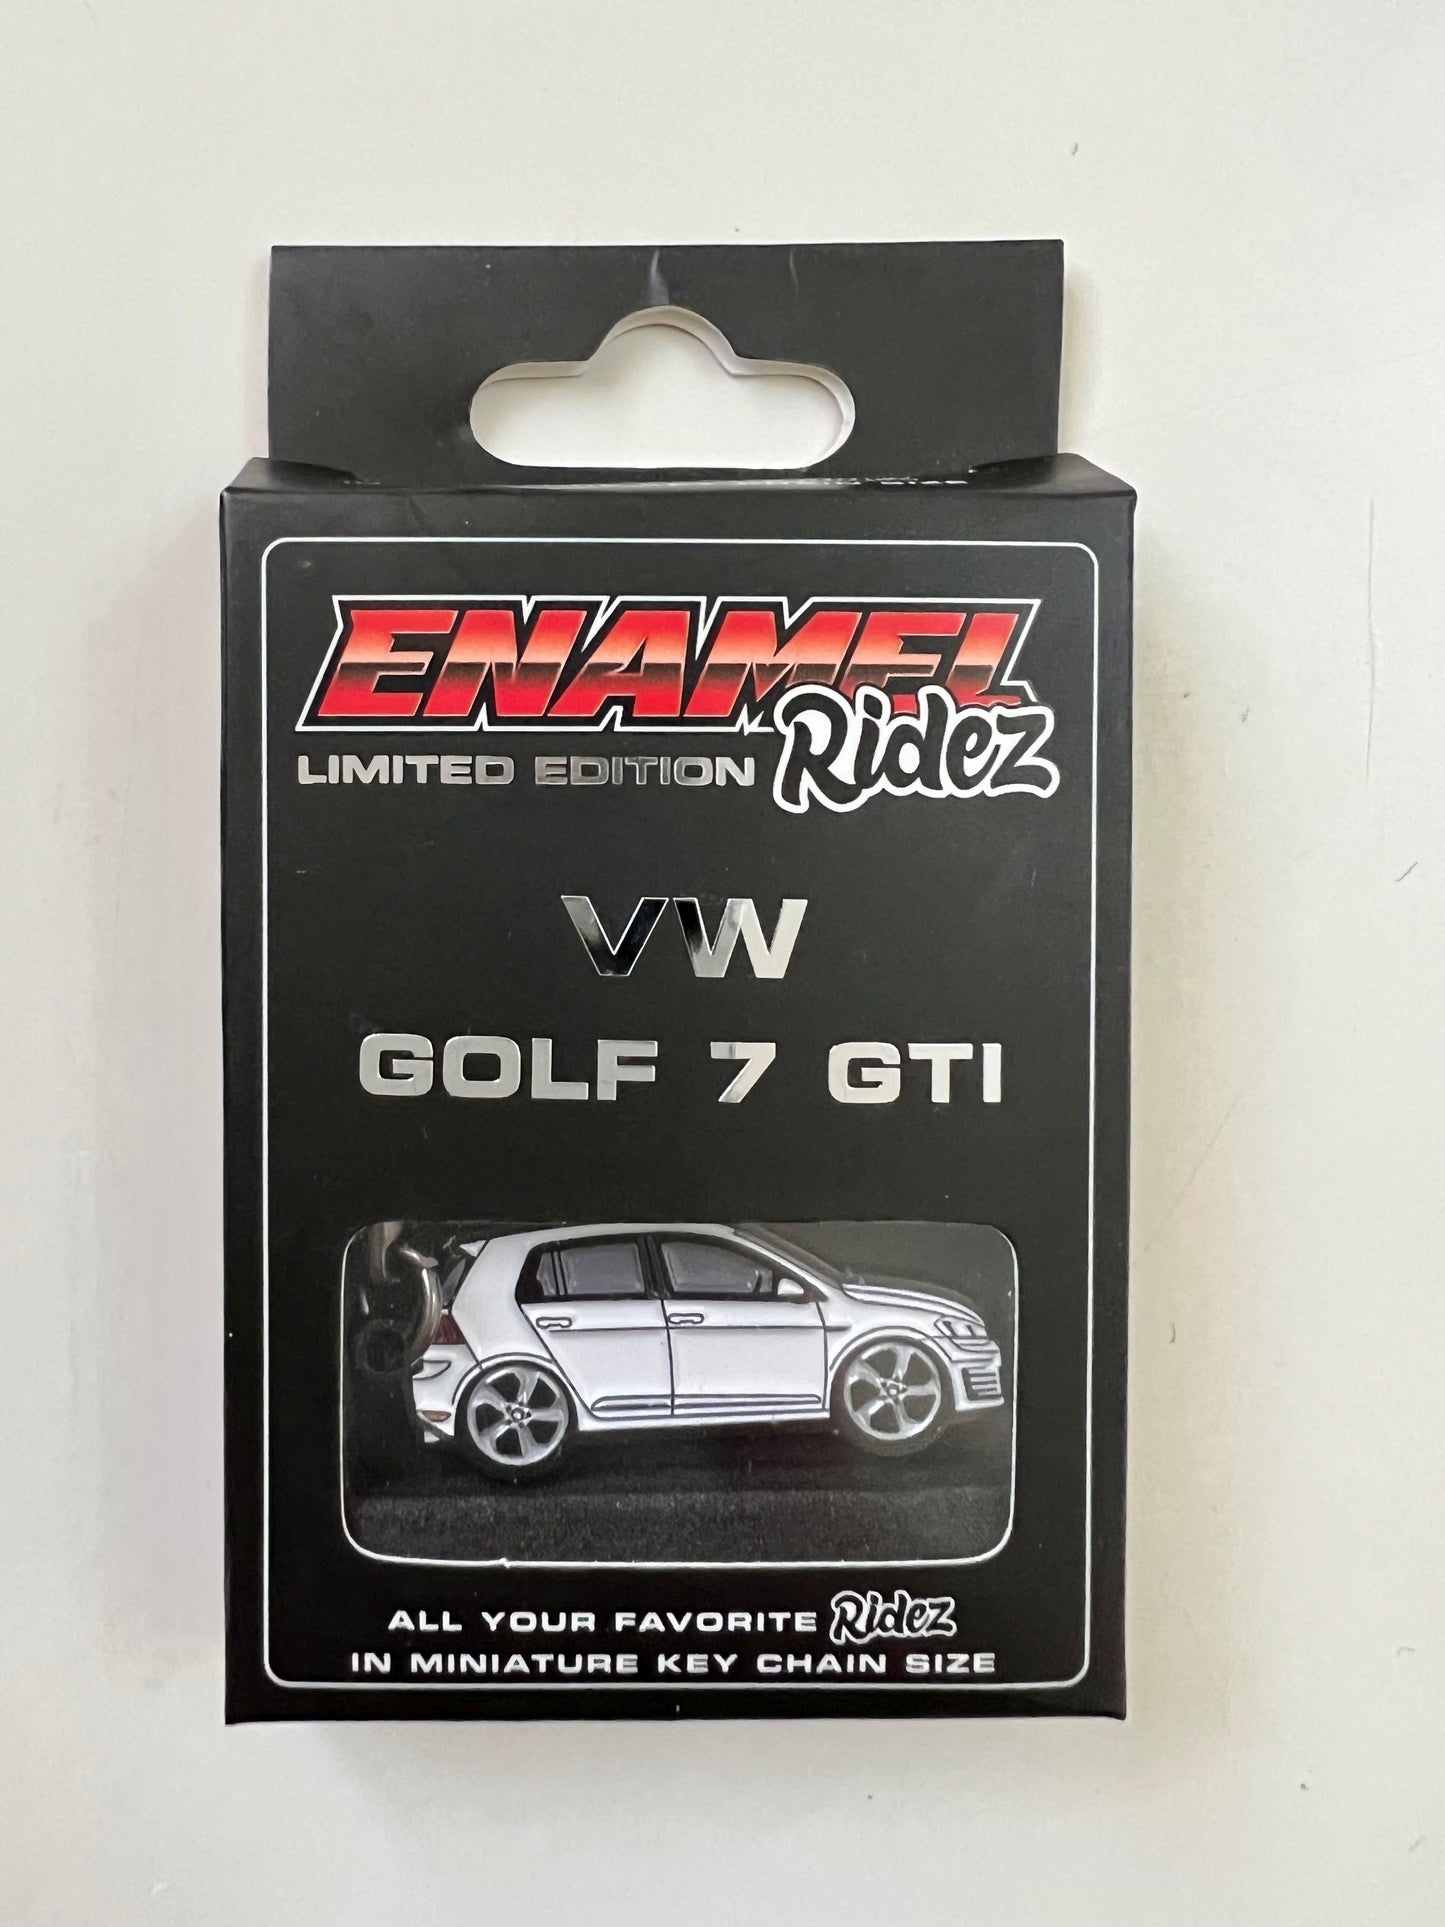 ENAMEL
Ridez
LIMITED EDITION
VW
GOLF 7 GTI
ALL YOUR FAVORITE Ridez
IN MINIATURE KEY CHAIN SIZE